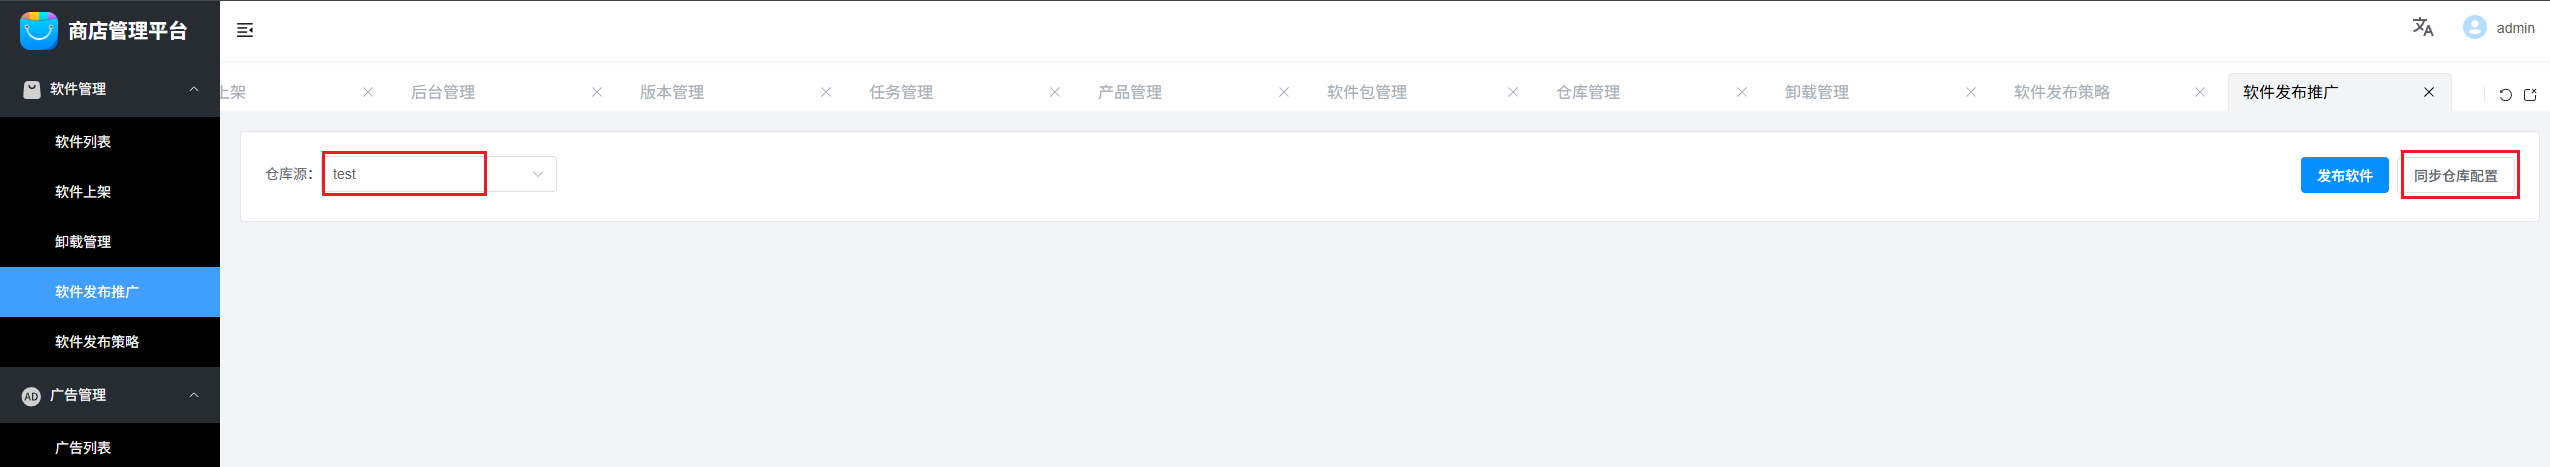 商店管理平台
admin
软件管理
上架
后台管理
版本管理
任务管理
产品管理
软件包管理
仓库管理
卸载管理
软件发布策略
软件发布推广
软件列表
软件上架
卸载管理
软件发布推广
软件发布策略
AD 广告管理
广告列表
仓库源：
test
发布软件
同步仓库配置